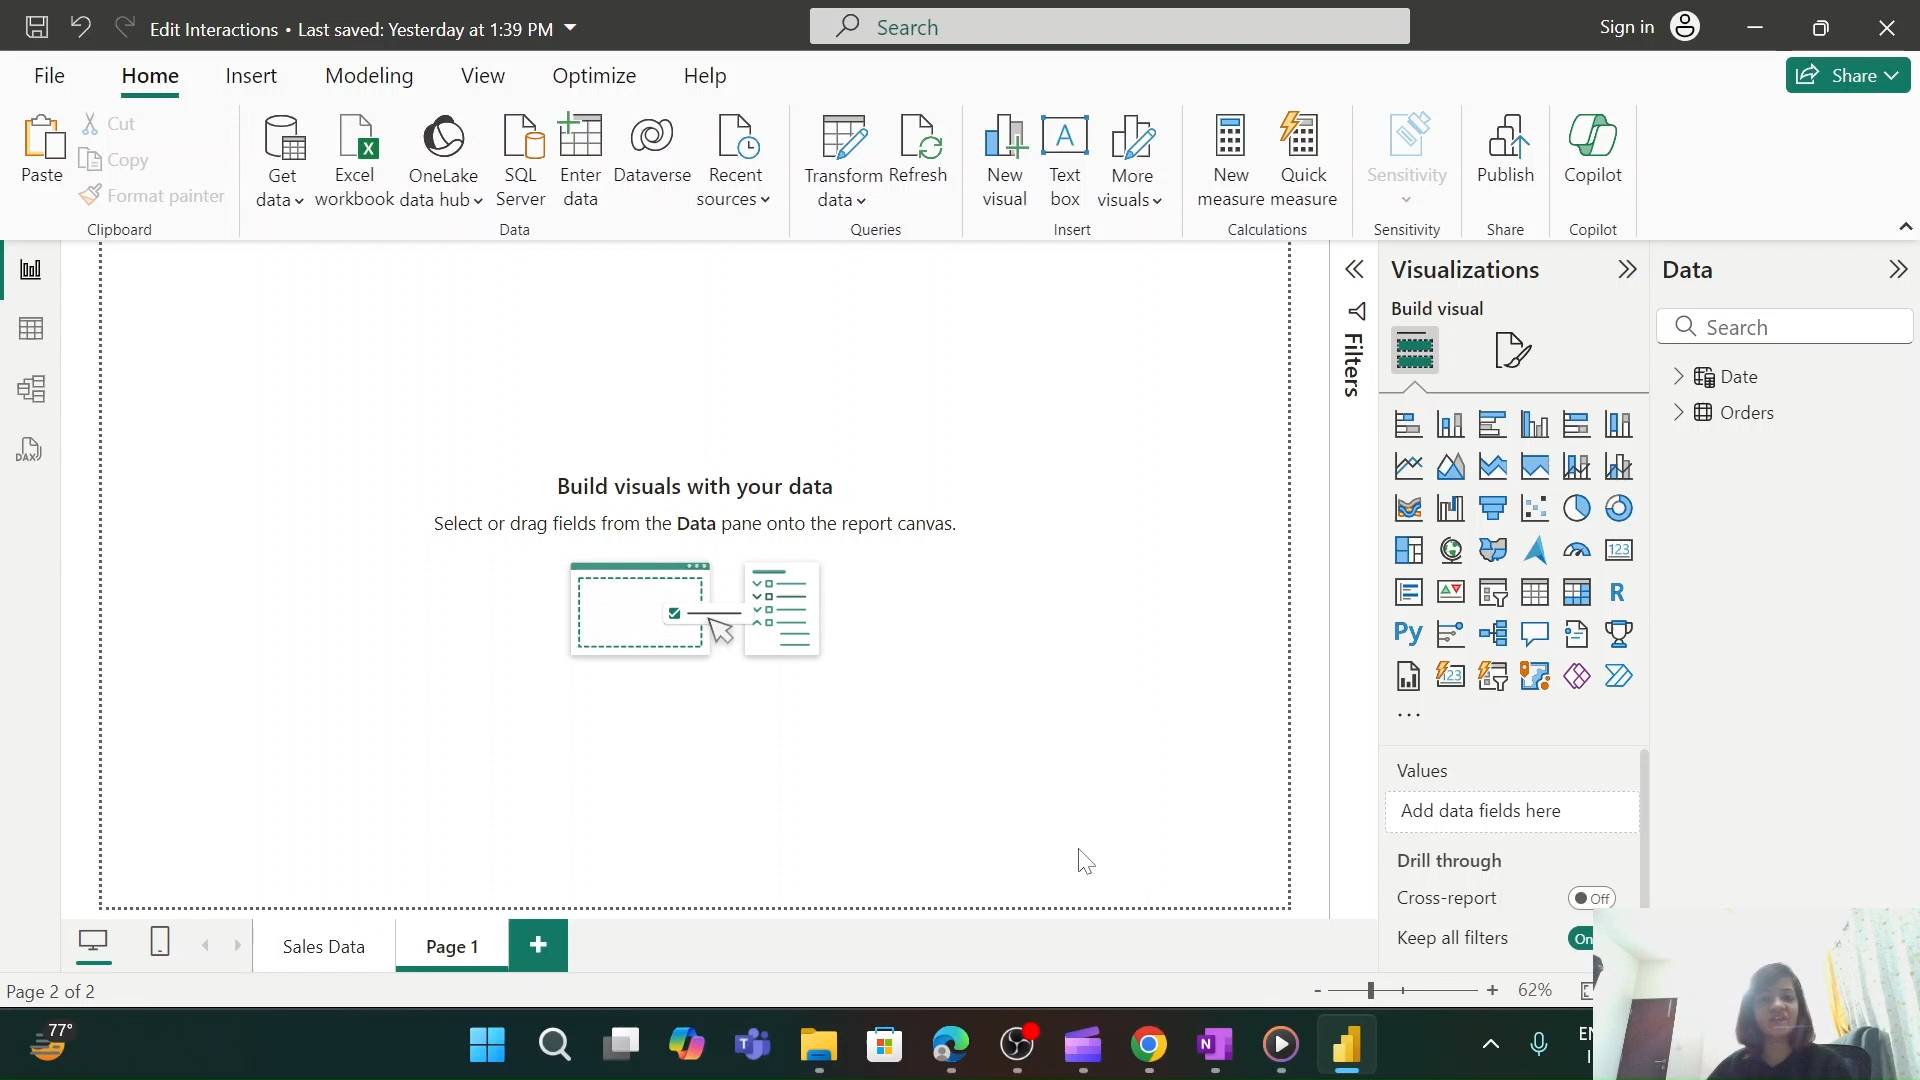 Edit Interactions • Last saved: Yesterday at 1:39 PM
Search
Sign in
File Home Insert Modeling View Optimize Help
Share
Paste
Cut
Copy
Format painter
Clipboard
Get data
Excel workbook
OneLake data hub
SQL Server
Enter data
Dataverse
Recent sources
Data
Transform data
Refresh
Queries
New visual
Text box
More visuals
Insert
New measure
Quick measure
Calculations
Sensitivity
Sensitivity
Publish
Share
Copilot
Copilot
DAX
Build visuals with your data
Select or drag fields from the Data pane onto the report canvas.
Filters
Visualizations
Build visual
123
R
Py
123
...
Values
Add data fields here
Drill through
Cross-report
Off
Keep all filters
On
Data
Search
Date
Orders
Sales Data
Page 1
Page 2 of 2
- + 62%
77°